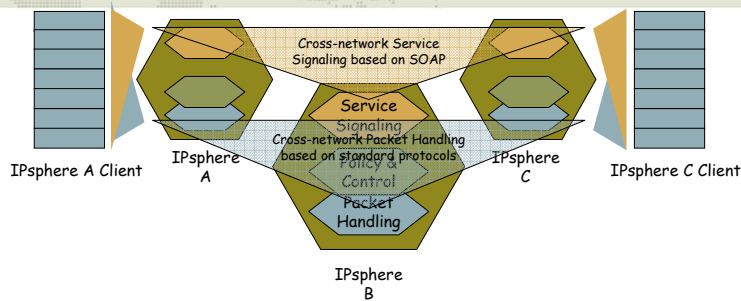 Cross-network Service
Signaling based on SOAP
Service
Signaling
Cross-network Packet Handling
based on standard protocols
Policy &
Control
Packet
Handling
IPsphere A Client
IPsphere
A
IPsphere
B
IPsphere
C
IPsphere C Client